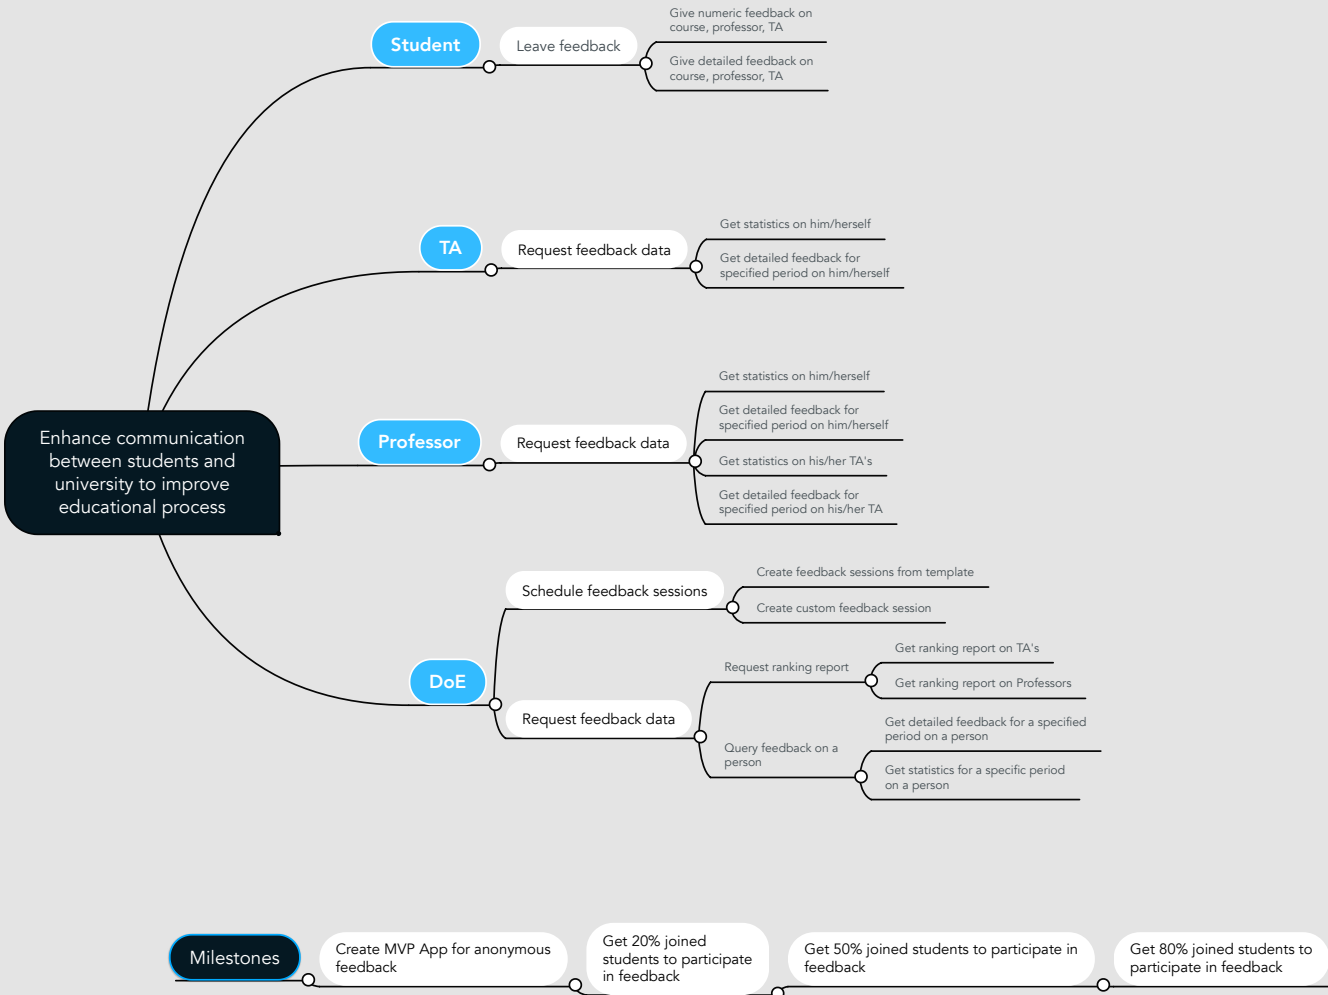 Student
Leave feedback
Give numeric feedback on
course, professor, TA
Give detailed feedback on
course, professor, TA
TA
Request feedback data
Get statistics on him/herself
Get detailed feedback for
specified period on him/herself
Enhance communication
between students and
university to improve
educational process
Professor
Request feedback data
Get statistics on him/herself
Get detailed feedback for
specified period on him/herself
Get statistics on his/her TA's
Get detailed feedback for
specified period on his/her TA
DoE
Schedule feedback sessions
Create feedback sessions from template
Create custom feedback session
Request feedback data
Request ranking report
Get ranking report on TA's
Get ranking report on Professors
Query feedback on a
person
Get detailed feedback for a specified
period on a person
Get statistics for a specific period
on a person
Milestones
Create MVP App for anonymous
feedback
Get 20% joined
students to participate
in feedback
Get 50% joined students to participate in
feedback
Get 80% joined students to
participate in feedback